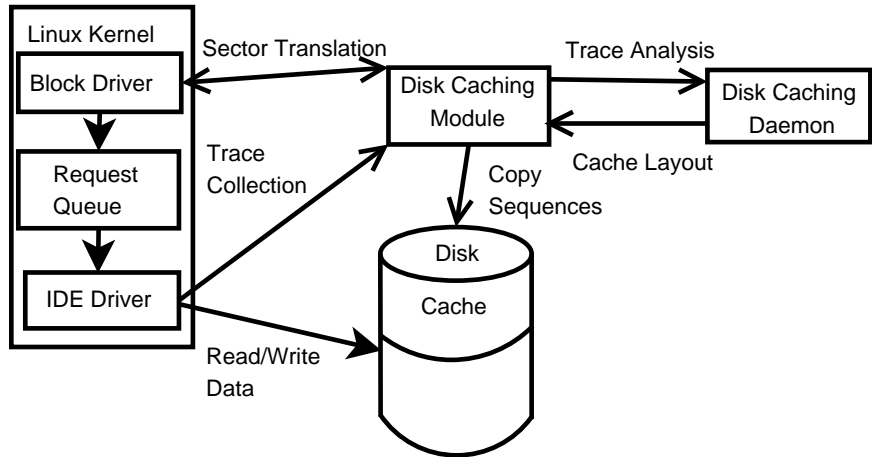 Linux Kernel
Block Driver
Request
Queue
IDE Driver
Sector Translation
Trace
Collection
Read/Write
Data
Disk Caching
Module
Copy
Sequences
Disk
Cache
Trace Analysis
Disk Caching
Daemon
Cache Layout